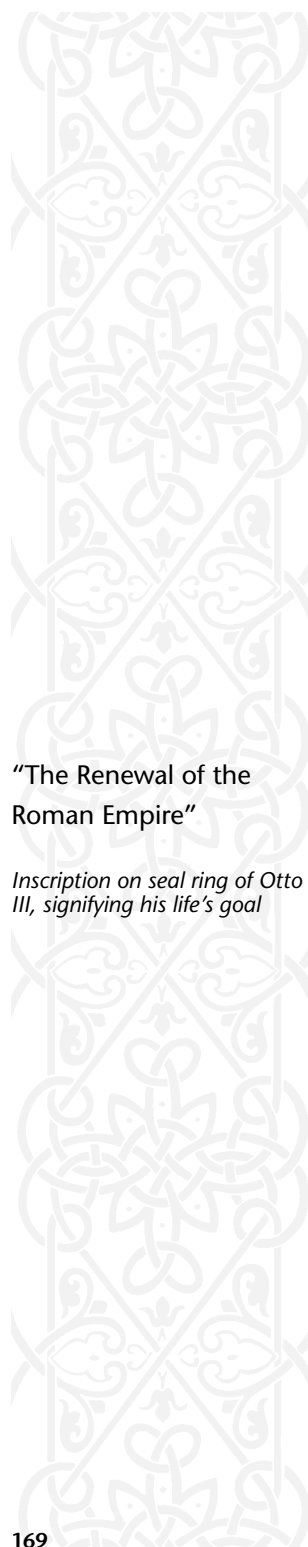 “The Renewal of the
Roman Empire”
Inscription on seal ring of Otto
III, signifying his life’s goal
169